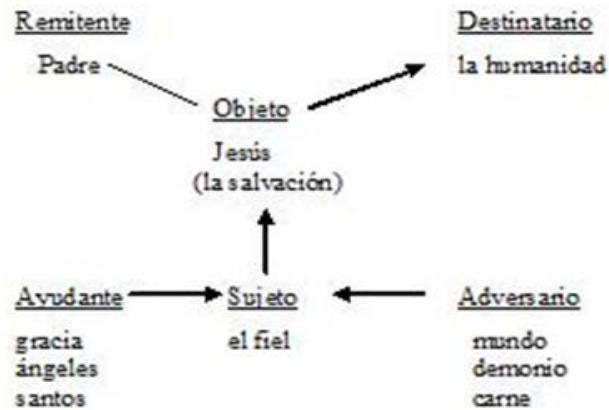 Remitente
Padre
Destinatario
la humanidad
Objeto
Jesús
(la salvación)
Ayudante
gracia
ángeles
santos
Sujeto
el fiel
Adversario
mundo
demonio
carne